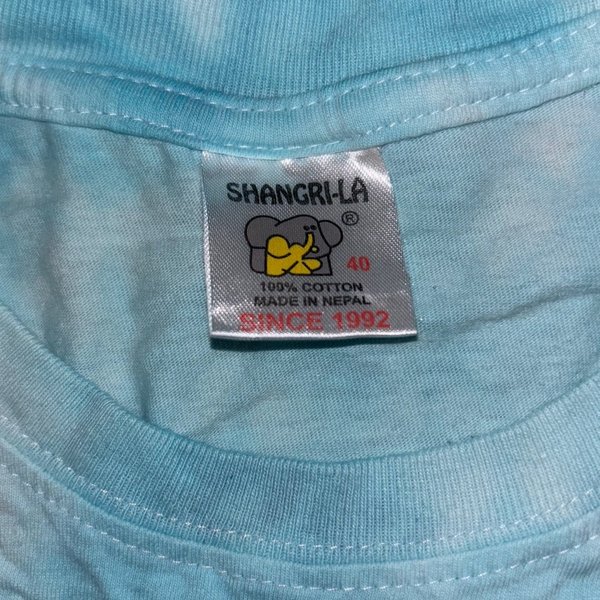 SHANGRI-LA
®
40
100% COTTON
MADE IN NEPAL
SINCE 1992